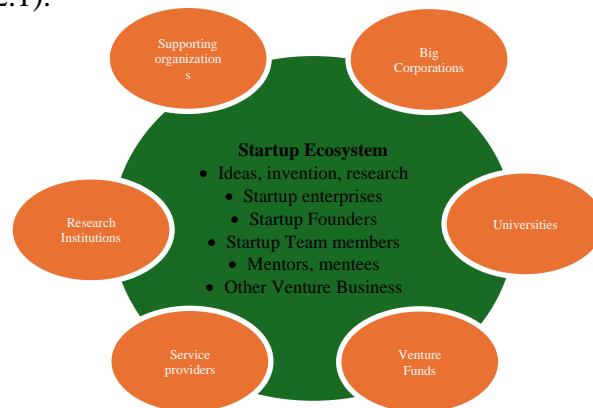 2.1).
Supporting
organization
s
Big
Corporations
Startup Ecosystem
• Ideas, invention, research
• Startup enterprises
• Startup Founders
• Startup Team members
• Mentors, mentees
• Other Venture Business
Research
Institutions
Universities
Service
providers
Venture
Funds